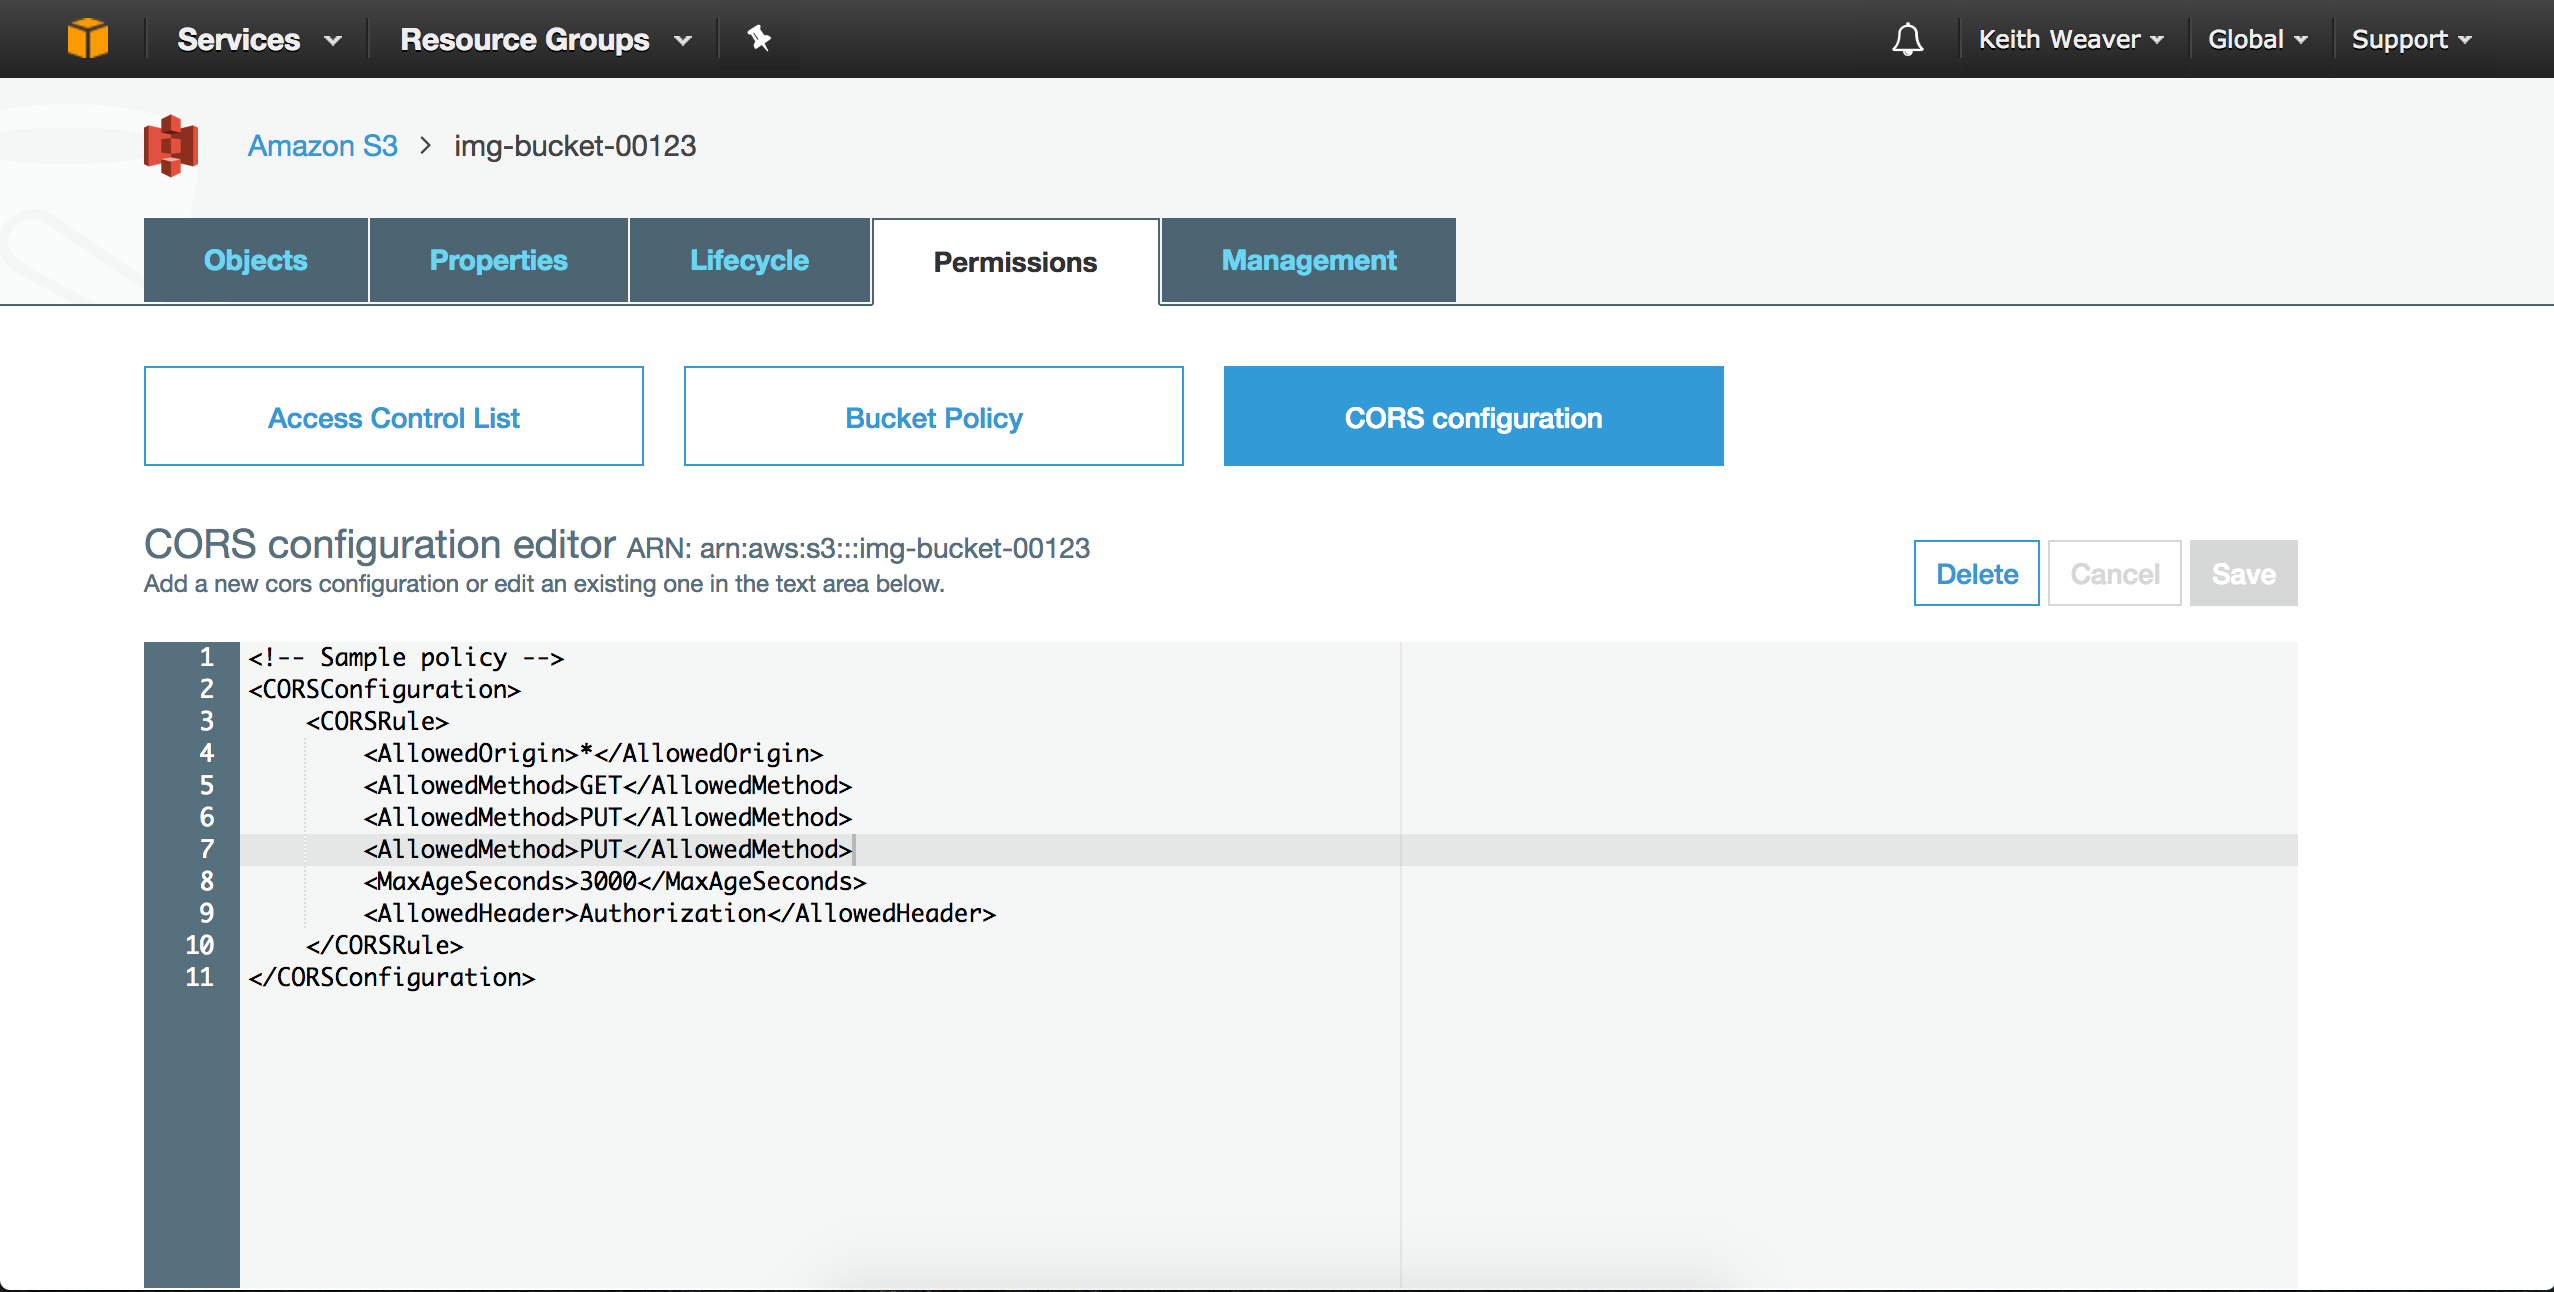 Services Resource Groups Keith Weaver Global Support
Amazon S3 > img-bucket-00123
Objects Properties Lifecycle Permissions Management
Access Control List Bucket Policy CORS configuration
CORS configuration editor ARN: arn:aws:s3:::img-bucket-00123
Add a new cors configuration or edit an existing one in the text area below.
Delete Cancel Save
1 <!-- Sample policy -->
2 <CORSConfiguration>
3     <CORSRule>
4         <AllowedOrigin>*</AllowedOrigin>
5         <AllowedMethod>GET</AllowedMethod>
6         <AllowedMethod>PUT</AllowedMethod>
7         <AllowedMethod>PUT</AllowedMethod>
8         <MaxAgeSeconds>3000</MaxAgeSeconds>
9         <AllowedHeader>Authorization</AllowedHeader>
10     </CORSRule>
11 </CORSConfiguration>